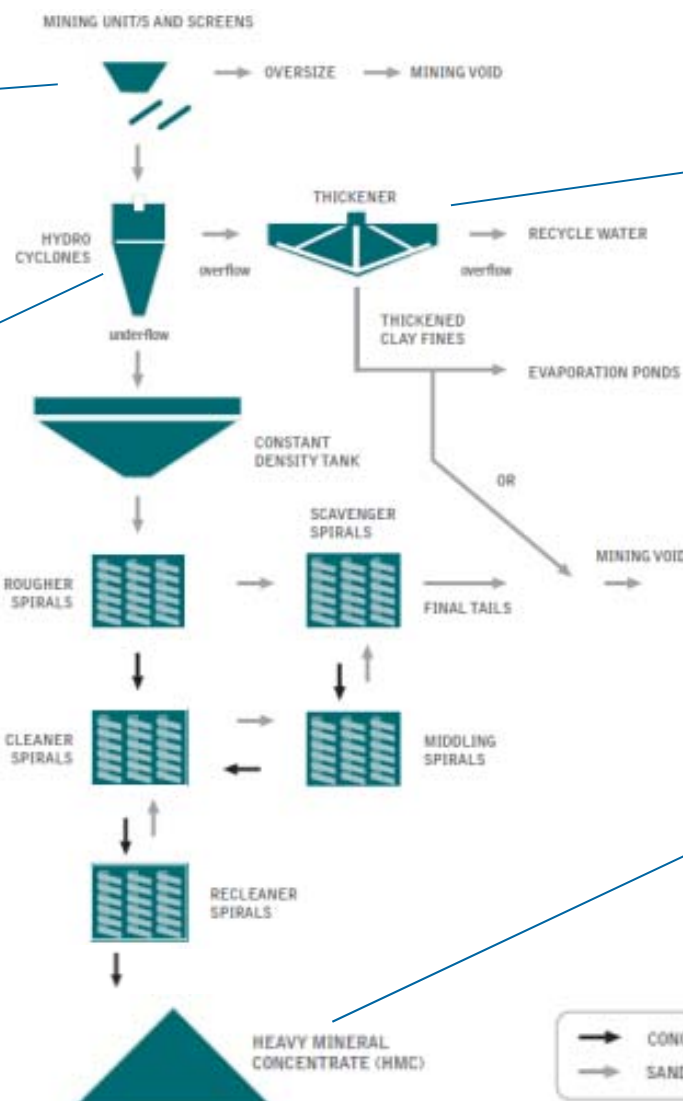 MINING UNIT/S AND SCREENS
OVERSIZE
MINING VOID
THICKENER
HYDRO
CYCLONES
overflow
overflow
RECYCLE WATER
underflow
THICKENED
CLAY FINES
EVAPORATION PONDS
CONSTANT
DENSITY TANK
OR
SCAVENGER
SPIRALS
MINING VOID
ROUGHER
SPIRALS
FINAL TAILS
CLEANER
SPIRALS
MIDDLING
SPIRALS
RECLEANER
SPIRALS
HEAVY MINERAL
CONCENTRATE (HMC)
CONC
SAND